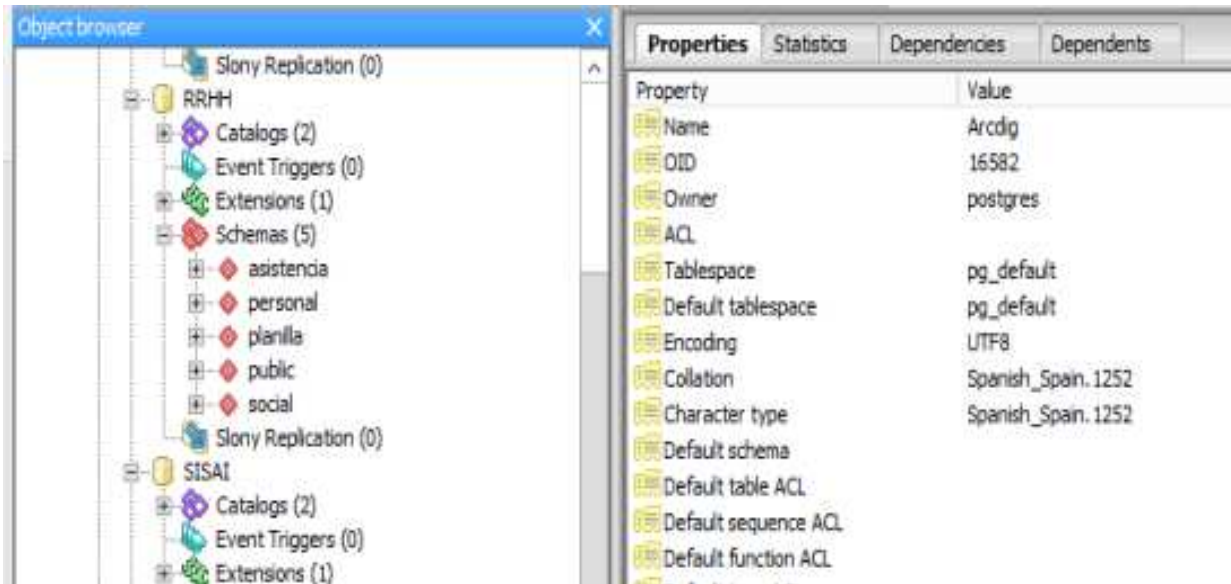 Object browser
Slony Replication (0)
RRHH
Catalogs (2)
Event Triggers (0)
Extensions (1)
Schemas (5)
asistencia
personal
planilla
public
social
Slony Replication (0)
SISAI
Catalogs (2)
Event Triggers (0)
Extensions (1)
Properties Statistics Dependencies Dependents
Property Value
Name Arcdig
OID 16582
Owner postgres
ACL
Tablespace pg_default
Default tablespace pg_default
Encoding UTF8
Collation Spanish_Spain.1252
Character type Spanish_Spain.1252
Default schema
Default table ACL
Default sequence ACL
Default function ACL